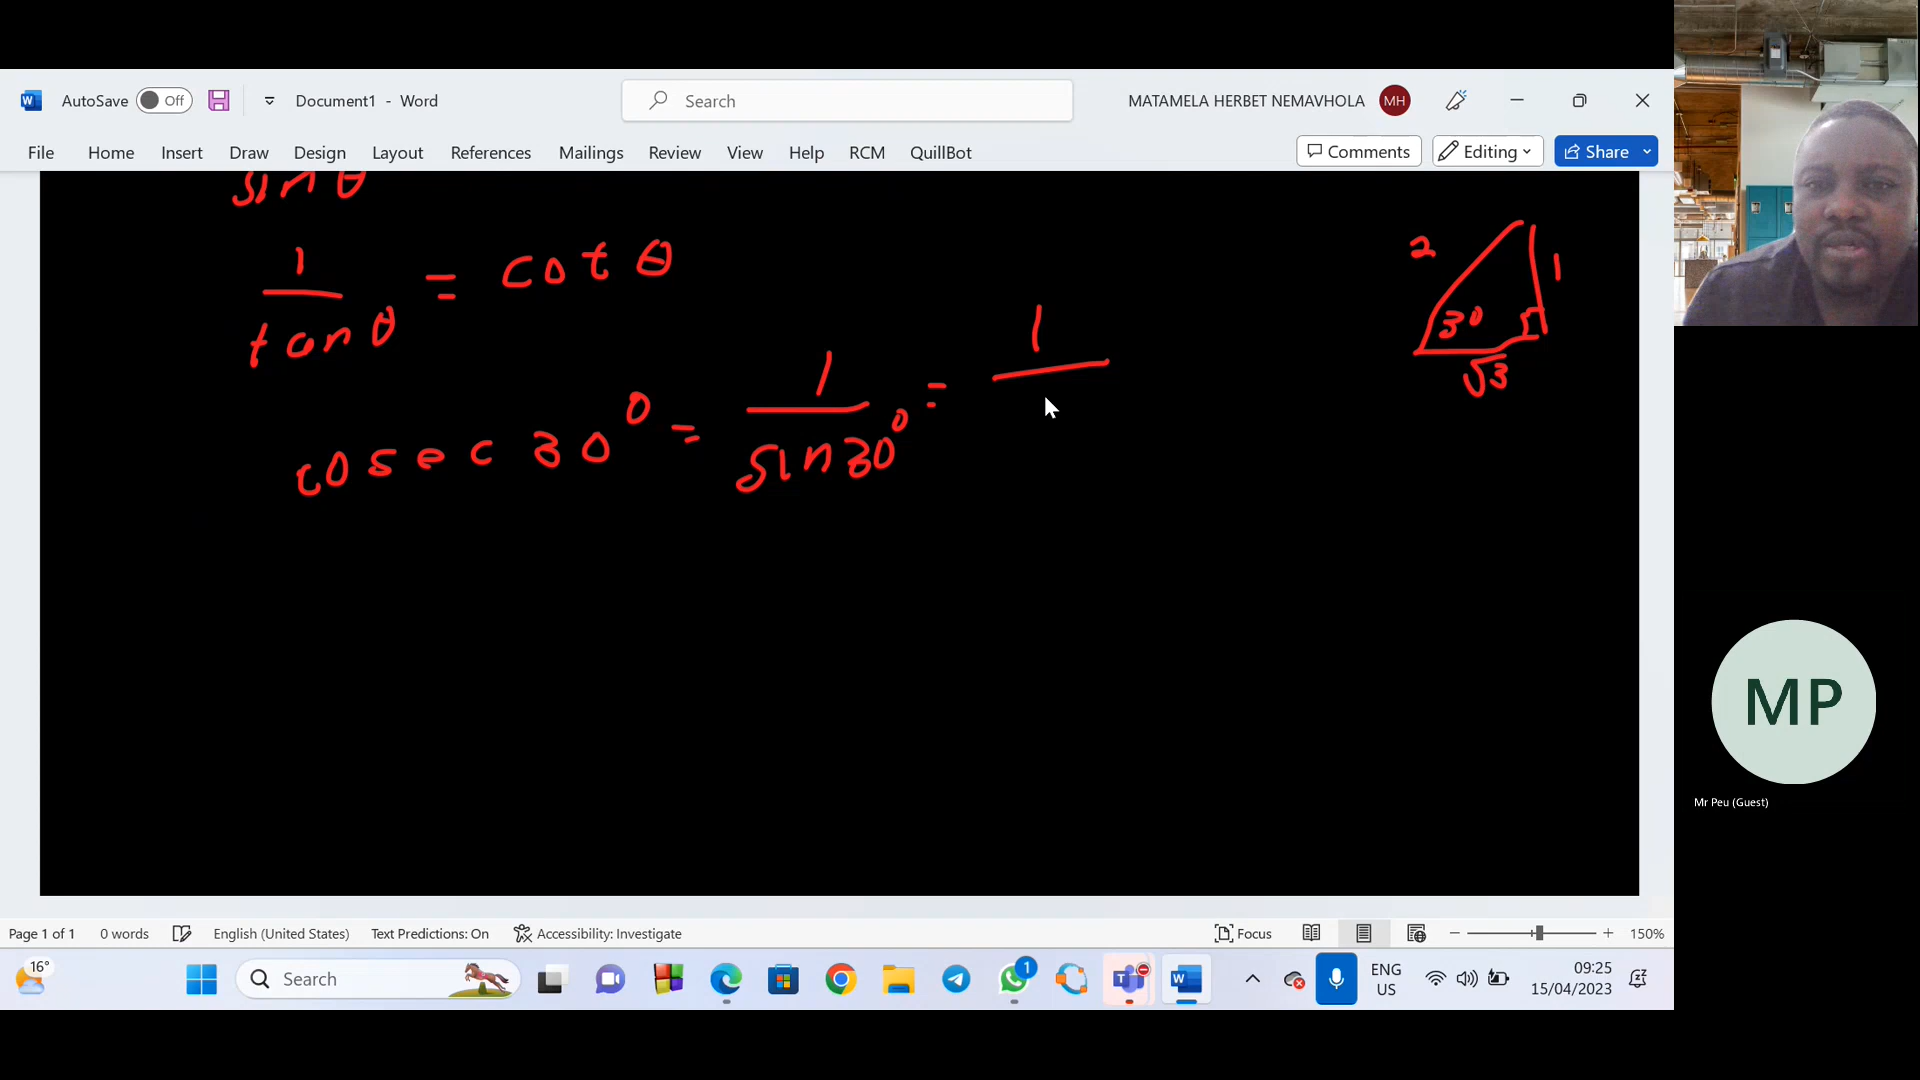 AutoSave Off Document1 - Word Search MATAMELA HERBET NEMAVHOLA MH
File Home Insert Draw Design Layout References Mailings Review View Help RCM QuillBot Comments Editing Share
sin θ
1
tan θ
= cot θ
cosec 30⁰ =
1
sin 30⁰
=
1
2
1
30
√3
MP
Mr Peu (Guest)
Page 1 of 1 0 words English (United States) Text Predictions: On Accessibility: Investigate Focus 150%
16° Search 1 ENG US 09:25 15/04/2023